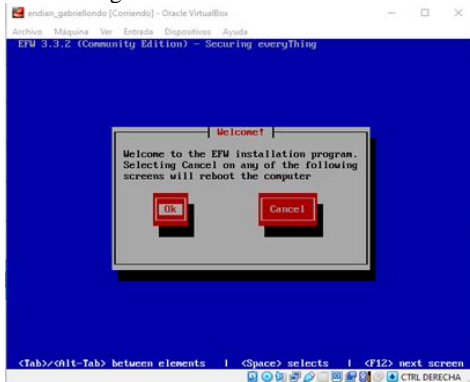 endian_gabriellondo [Corriendo] - Oracle VirtualBox
Archivo Máquina Ver Entrada Dispositivos Ayuda
EFW 3.3.2 (Community Edition) - Securing everyThing
Welcome!
Welcome to the EFW installation program.
Selecting Cancel on any of the following
screens will reboot the computer
Ok
Cancel
<Tab>/<Alt-Tab> between elements | <Space> selects | <F12> next screen
CTRL DERECHA